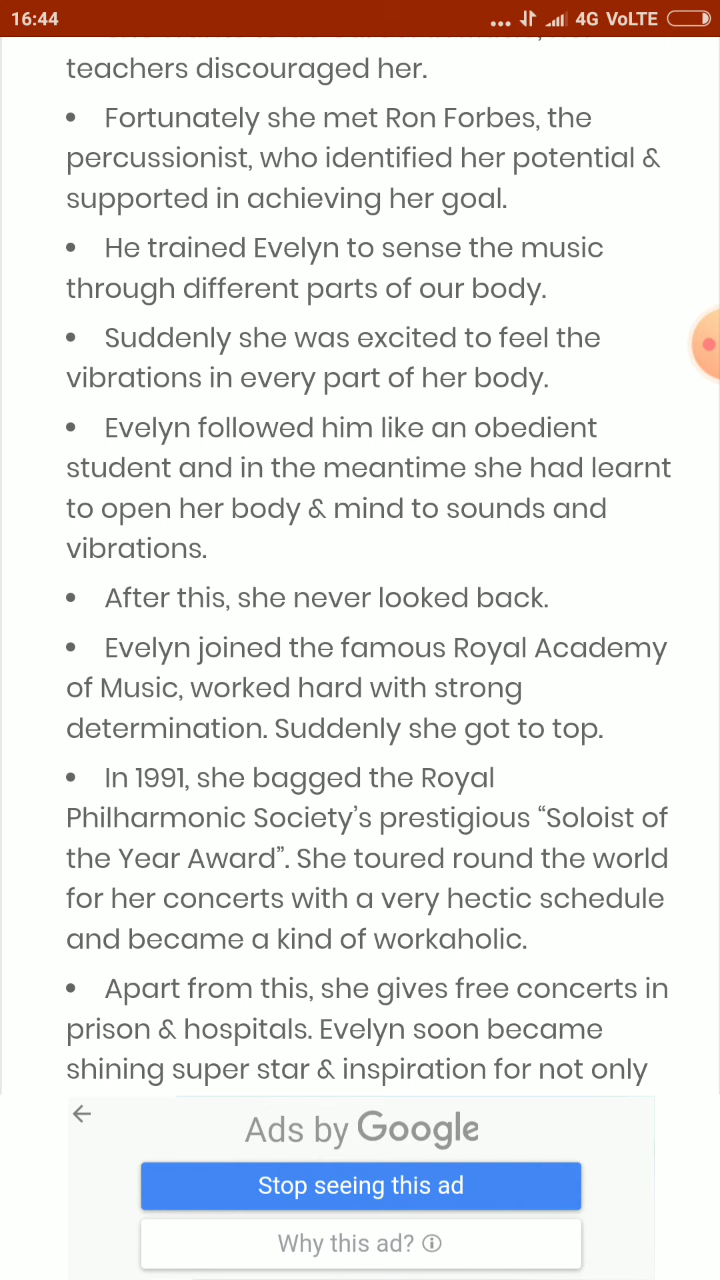 16:44
... 4G VoLTE
teachers discouraged her.
• Fortunately she met Ron Forbes, the
percussionist, who identified her potential &
supported in achieving her goal.
• He trained Evelyn to sense the music
through different parts of our body.
• Suddenly she was excited to feel the
vibrations in every part of her body.
• Evelyn followed him like an obedient
student and in the meantime she had learnt
to open her body & mind to sounds and
vibrations.
• After this, she never looked back.
• Evelyn joined the famous Royal Academy
of Music, worked hard with strong
determination. Suddenly she got to top.
• In 1991, she bagged the Royal
Philharmonic Society’s prestigious “Soloist of
the Year Award”. She toured round the world
for her concerts with a very hectic schedule
and became a kind of workaholic.
• Apart from this, she gives free concerts in
prison & hospitals. Evelyn soon became
shining super star & inspiration for not only
Ads by Google
Stop seeing this ad
Why this ad?